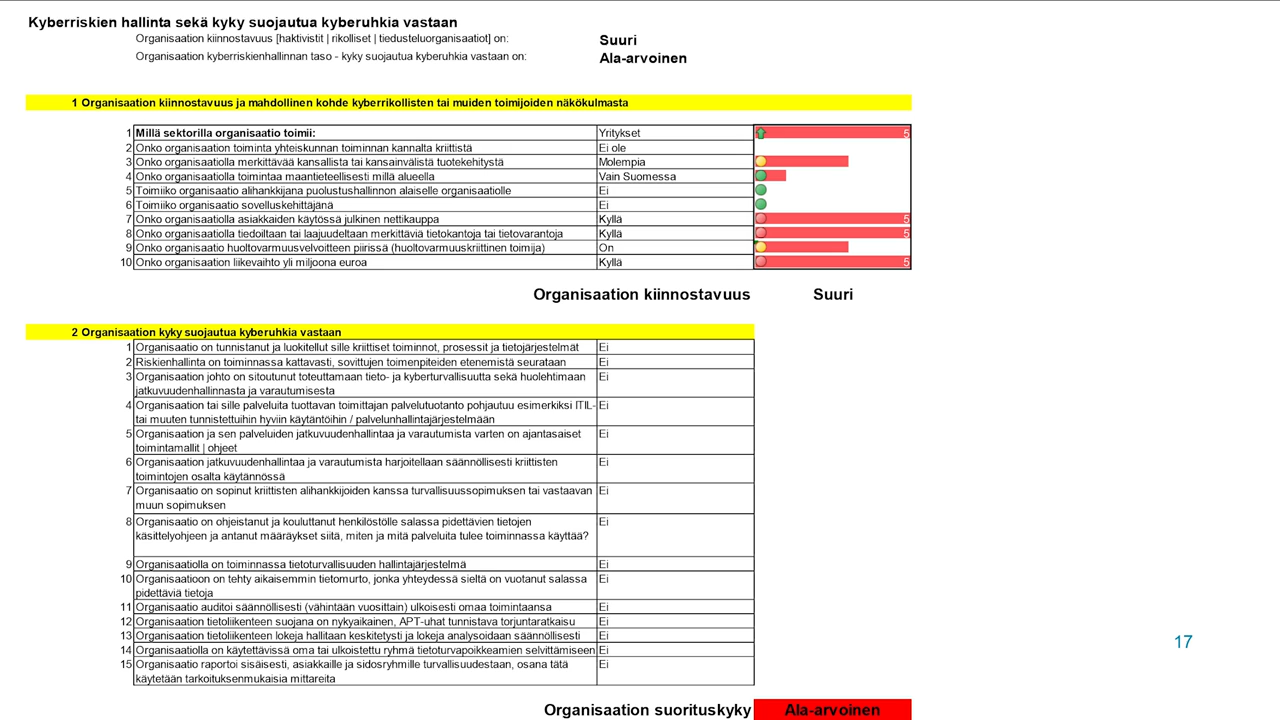 Kyberriskien hallinta sekä kyky suojautua kyberuhkia vastaan
Organisaation kiinnostavuus [haktivistit | rikolliset | tiedusteluorganisaatiot] on: Suuri
Organisaation kyberriskienhallinnan taso - kyky suojautua kyberuhkia vastaan on: Ala-arvoinen
1 Organisaation kiinnostavuus ja mahdollinen kohde kyberrikollisten tai muiden toimijoiden näkökulmasta
1 Millä sektorilla organisaatio toimii: Yritykset 5
2 Onko organisaation toiminta yhteiskunnan toiminnan kannalta kriittistä Ei ole
3 Onko organisaatiolla merkittävää kansallista tai kansainvälistä tuotekehitystä Molempia
4 Onko organisaatiolla toimintaa maantieteellisesti millä alueella Vain Suomessa
5 Toimiiko organisaatio alihankkijana puolustushallinnon alaiselle organisaatiolle Ei
6 Toimiiko organisaatio sovelluskehittäjänä Ei
7 Onko organisaatiolla asiakkaiden käytössä julkinen nettikauppa Kyllä 5
8 Onko organisaatiolla tiedoiltaan tai laajuudeltaan merkittäviä tietokantoja tai tietovarantoja Kyllä 5
9 Onko organisaatio huoltovarmuusvelvoitteen piirissä (huoltovarmuuskriittinen toimija) On
10 Onko organisaation liikevaihto yli miljoona euroa Kyllä 5
Organisaation kiinnostavuus Suuri
2 Organisaation kyky suojautua kyberuhkia vastaan
1 Organisaatio on tunnistanut ja luokitellut sille kriittiset toiminnot, prosessit ja tietojärjestelmät Ei
2 Riskienhallinta on toiminnassa kattavasti, sovittujen toimenpiteiden etenemistä seurataan Ei
3 Organisaation johto on sitoutunut toteuttamaan tieto- ja kyberturvallisuutta sekä huolehtimaan Ei
jatkuvuudenhallinnasta ja varautumisesta
4 Organisaation tai sille palveluita tuottavan toimittajan palvelutuotanto pohjautuu esimerkiksi ITIL- Ei
tai muuten tunnistettuihin hyviin käytäntöihin / palvelunhallintajärjestelmään
5 Organisaation ja sen palveluiden jatkuvuudenhallintaa ja varautumista varten on ajantasaiset Ei
toimintamallit | ohjeet
6 Organisaation jatkuvuudenhallintaa ja varautumista harjoitellaan säännöllisesti kriittisten Ei
toimintojen osalta käytännössä
7 Organisaatio on sopinut kriittisten alihankkijoiden kanssa turvallisuussopimuksen tai vastaavan Ei
muun sopimuksen
8 Organisaatio on ohjeistanut ja kouluttanut henkilöstölle salassa pidettävien tietojen Ei
käsittelyohjeen ja antanut määräykset siitä, miten ja mitä palveluita tulee toiminnassa käyttää?
9 Organisaatiolla on toiminnassa tietoturvallisuuden hallintajärjestelmä Ei
10 Organisaatioon on tehty aikaisemmin tietomurto, jonka yhteydessä sieltä on vuotanut salassa Ei
pidettäviä tietoja
11 Organisaatio auditoi säännöllisesti (vähintään vuosittain) ulkoisesti omaa toimintaansa Ei
12 Organisaation tietoliikenteen suojana on nykyaikainen, APT-uhat tunnistava torjuntaratkaisu Ei
13 Organisaation tietoliikenteen lokeja hallitaan keskitetysti ja lokeja analysoidaan säännöllisesti Ei
14 Organisaatiolla on käytettävissä oma tai ulkoistettu ryhmä tietoturvapoikkeamien selvittämiseen Ei
15 Organisaatio raportoi sisäisesti, asiakkaille ja sidosryhmille turvallisuudestaan, osana tätä Ei
käytetään tarkoituksenmukaisia mittareita
17
Organisaation suorituskyky Ala-arvoinen